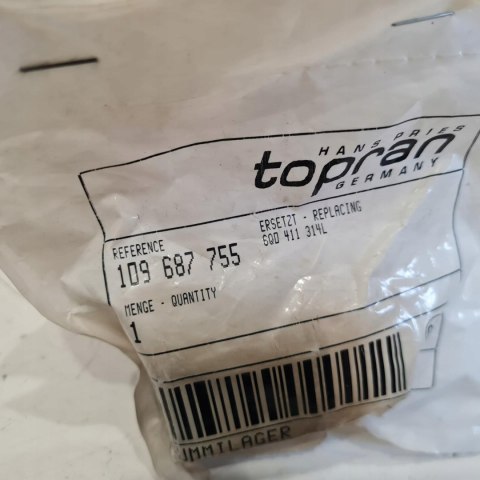 HANS PRIES
topran
GERMANY
REFERENCE
109 687 755
ERSETZT - REPLACING
6Q0 411 314L
MENGE - QUANTITY
1
UMMILAGER